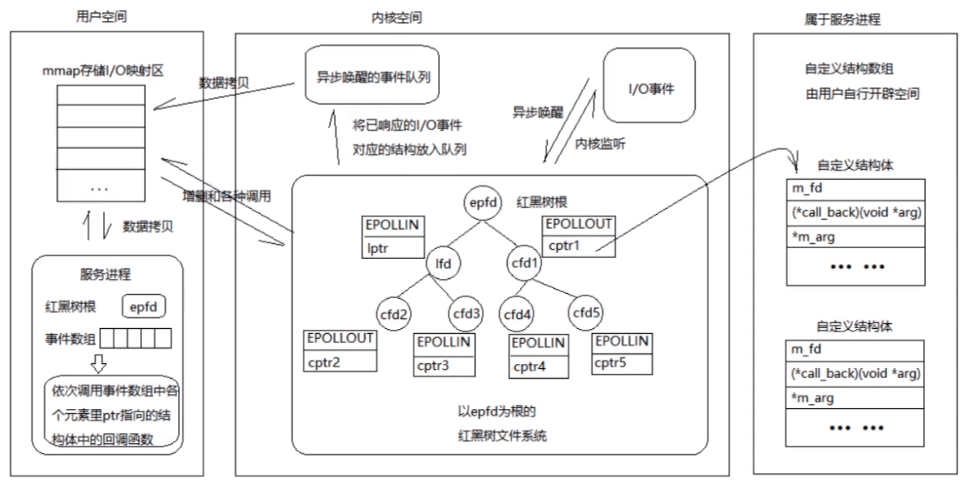 用户空间
mmap存储I/O映射区
...
数据拷贝
增删和各种调用
数据拷贝
服务进程
红黑树根
epfd
事件数组
依次调用事件数组中各
个元素里ptr指向的结
构体中的回调函数
内核空间
异步唤醒的事件队列
将已响应的I/O事件
对应的结构放入队列
I/O事件
异步唤醒
内核监听
epfd
红黑树根
EPOLLIN
lptr
EPOLLOUT
cptr1
lfd
cfd1
cfd2
cfd3
cfd4
cfd5
EPOLLOUT
cptr2
EPOLLIN
cptr3
EPOLLIN
cptr4
EPOLLIN
cptr5
以epfd为根的
红黑树文件系统
属于服务进程
自定义结构数组
由用户自行开辟空间
自定义结构体
m_fd
(*call_back)(void *arg)
*m_arg
••• •••
自定义结构体
m_fd
(*call_back)(void *arg)
*m_arg
••• •••